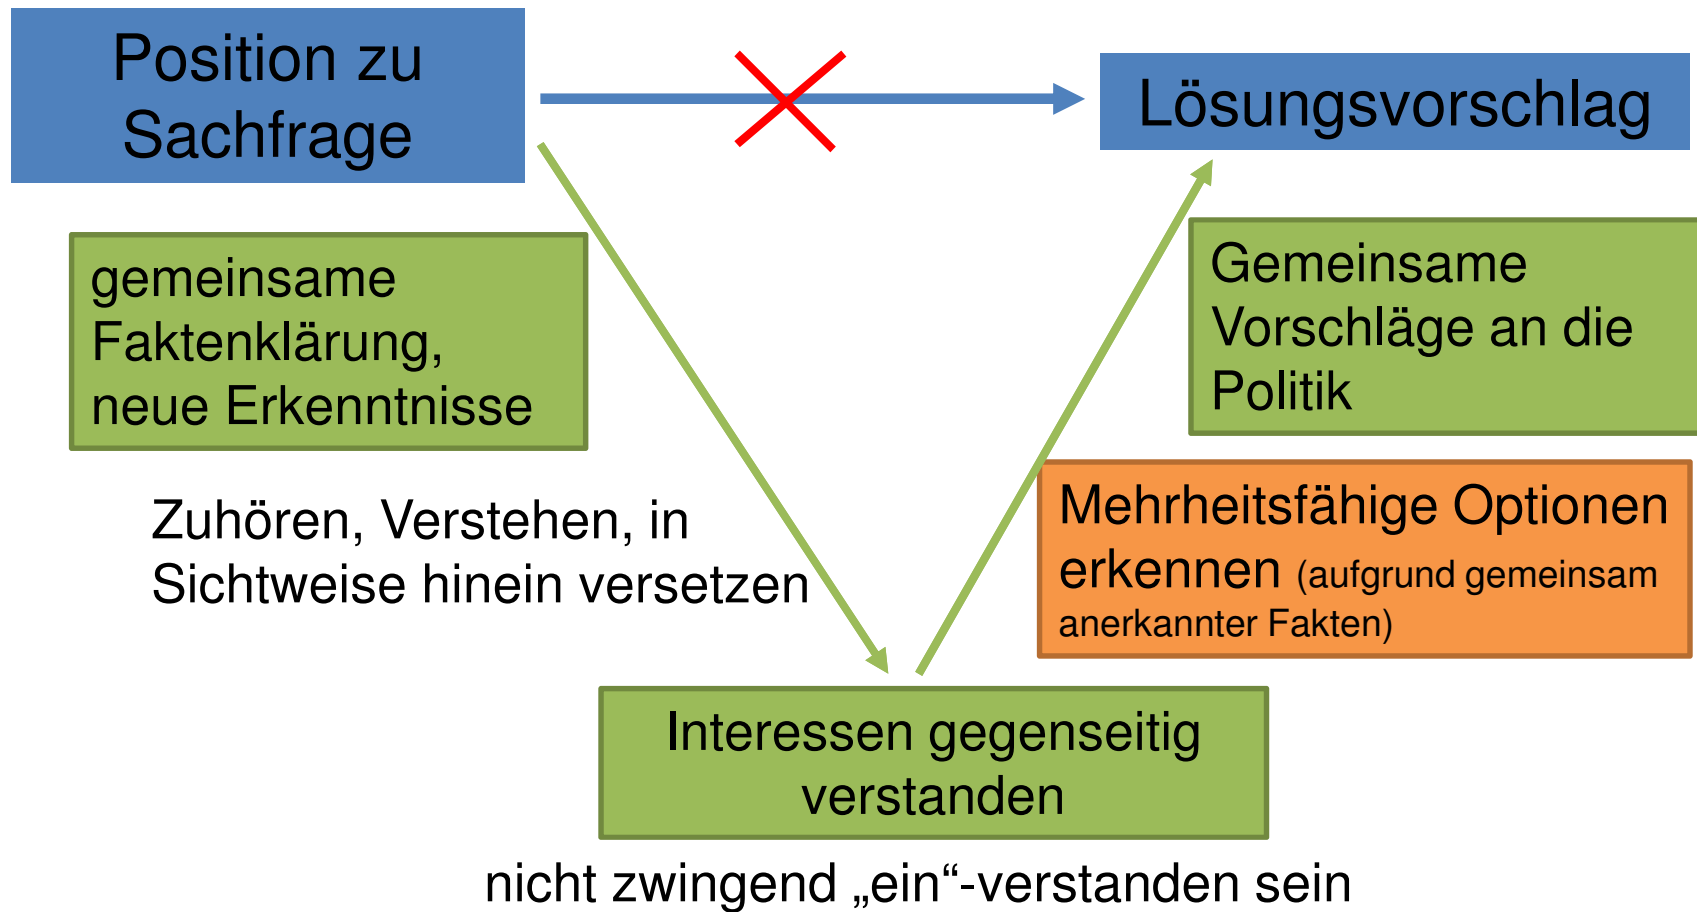 Position zu
Sachfrage
Lösungsvorschlag
gemeinsame
Faktenklärung,
neue Erkenntnisse
Gemeinsame
Vorschläge an die
Politik
Zuhören, Verstehen, in
Sichtweise hinein versetzen
Mehrheitsfähige Optionen
erkennen (aufgrund gemeinsam
anerkannter Fakten)
Interessen gegenseitig
verstanden
nicht zwingend „ein“-verstanden sein